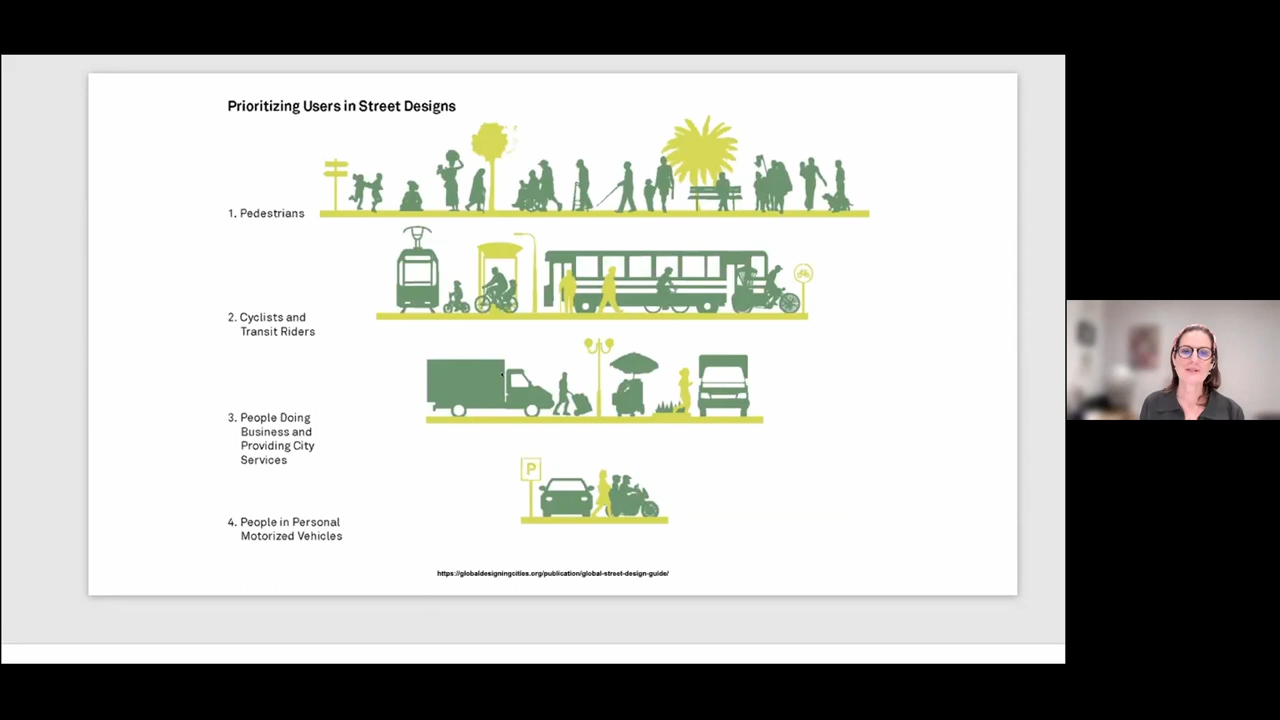 Prioritizing Users in Street Designs
1. Pedestrians
2. Cyclists and
Transit Riders
3. People Doing
Business and
Providing City
Services
P
4. People in Personal
Motorized Vehicles
https://globaldesigningcities.org/publication/global-street-design-guide/